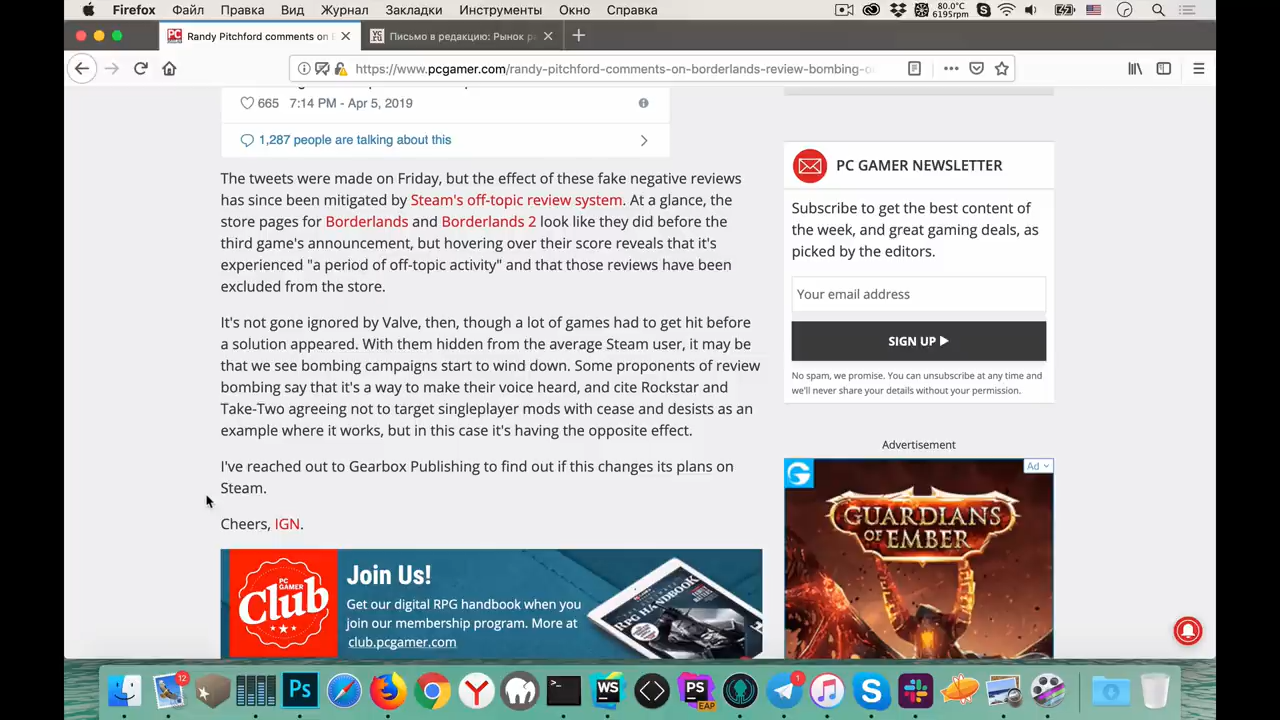 Firefox Файл Правка Вид Журнал Закладки Инструменты Окно Справка
80.0°C
6195rpm
Randy Pitchford comments on
Письмо в редакцию: Рынок
https://www.pcgamer.com/randy-pitchford-comments-on-borderlands-review-bombing-
665 7:14 PM - Apr 5, 2019
1,287 people are talking about this
The tweets were made on Friday, but the effect of these fake negative reviews
has since been mitigated by Steam's off-topic review system. At a glance, the
store pages for Borderlands and Borderlands 2 look like they did before the
third game's announcement, but hovering over their score reveals that it's
experienced "a period of off-topic activity" and that those reviews have been
excluded from the store.
It's not gone ignored by Valve, then, though a lot of games had to get hit before
a solution appeared. With them hidden from the average Steam user, it may be
that we see bombing campaigns start to wind down. Some proponents of review
bombing say that it's a way to make their voice heard, and cite Rockstar and
Take-Two agreeing not to target singleplayer mods with cease and desists as an
example where it works, but in this case it's having the opposite effect.
I've reached out to Gearbox Publishing to find out if this changes its plans on
Steam.
Cheers, IGN.
PC GAMER
Club
Join Us!
Get our digital RPG handbook when you
join our membership program. More at
club.pcgamer.com
RPG HANDBOOK
PC GAMER NEWSLETTER
Subscribe to get the best content of
the week, and great gaming deals, as
picked by the editors.
Your email address
SIGN UP
No spam, we promise. You can unsubscribe at any time and
we'll never share your details without your permission.
Advertisement
Ad
GUARDIANS
OF EMBER
12
Ps
WS
PS
EAP
1